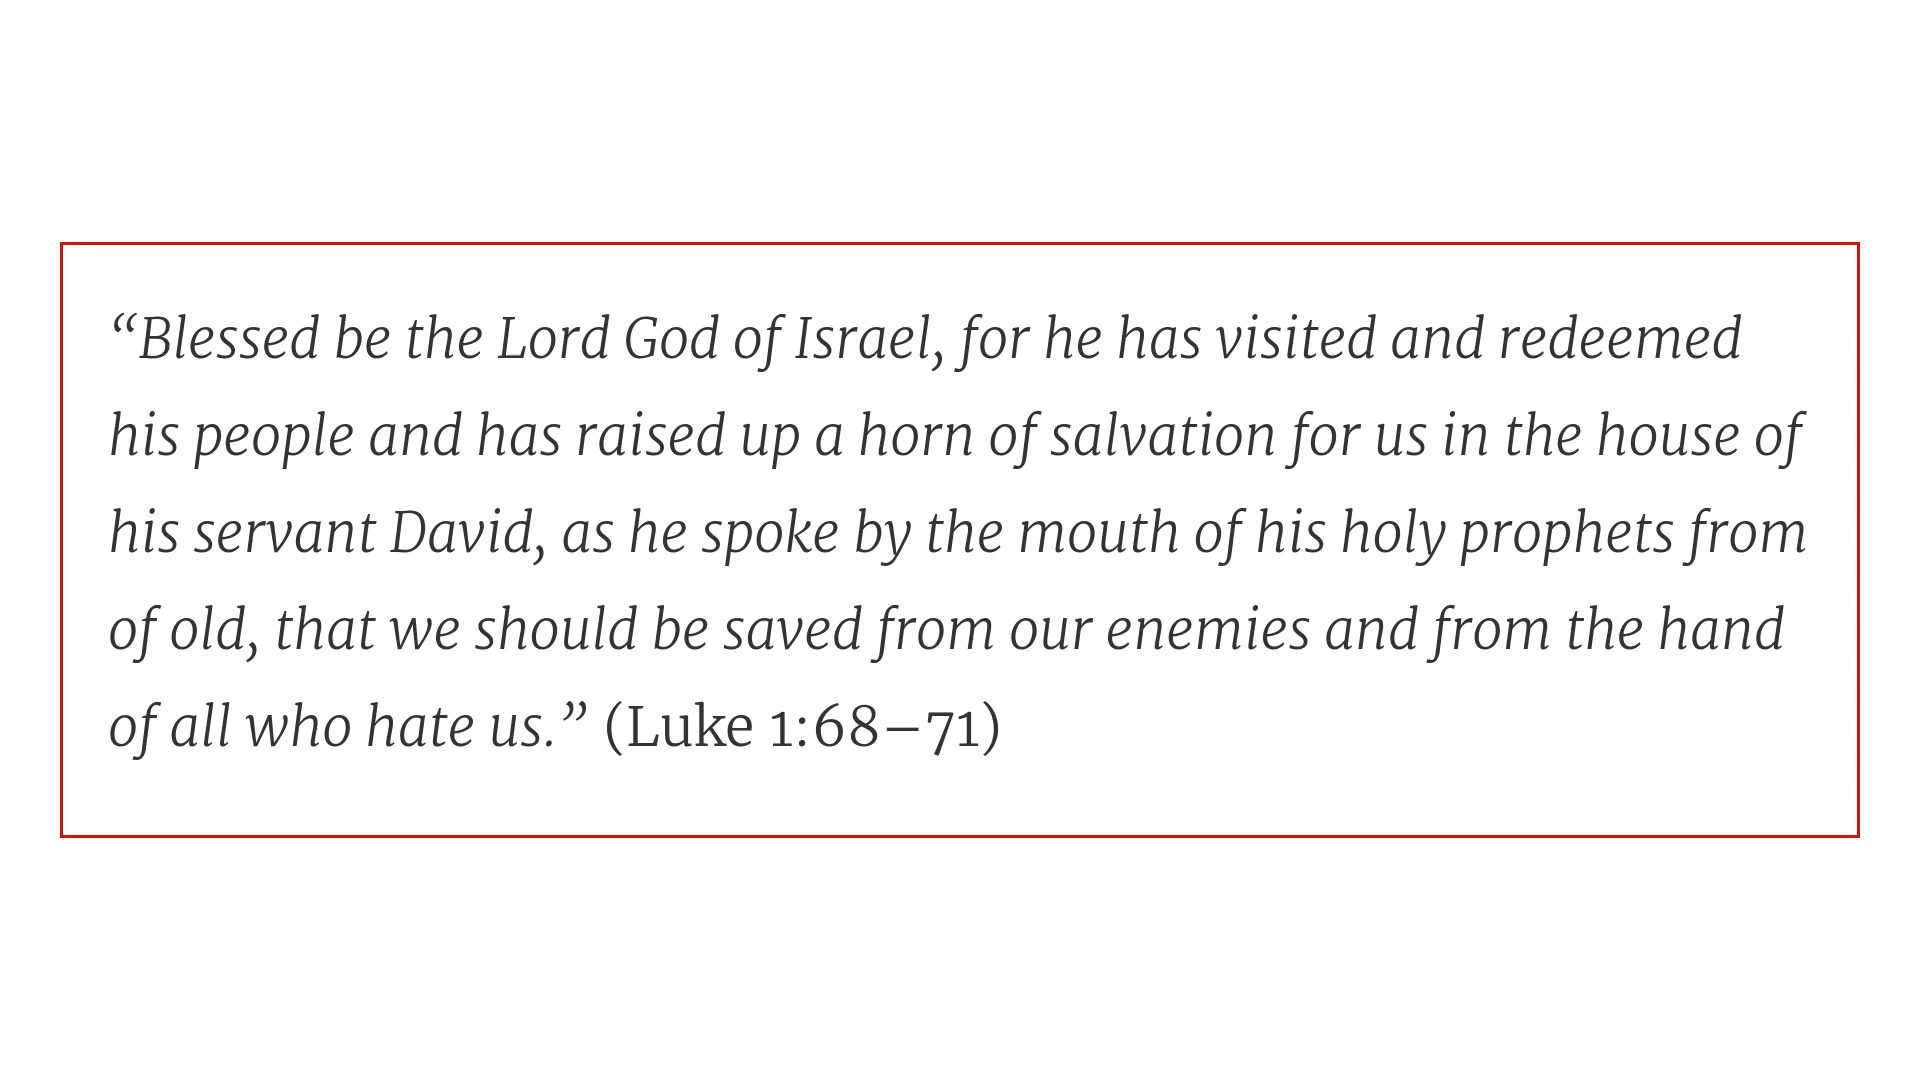 “Blessed be the Lord God of Israel, for he has visited and redeemed
his people and has raised up a horn of salvation for us in the house of
his servant David, as he spoke by the mouth of his holy prophets from
of old, that we should be saved from our enemies and from the hand
of all who hate us.” (Luke 1:68–71)